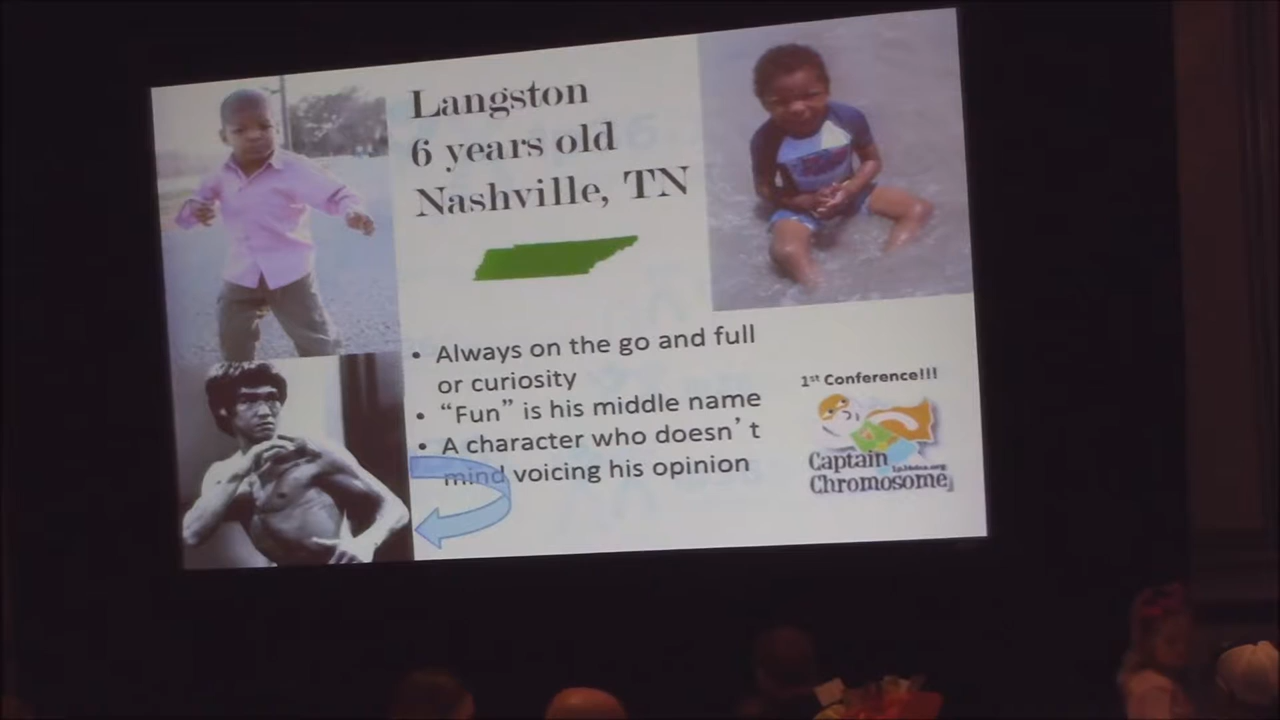 Langston
6 years old
Nashville, TN
• Always on the go and full
or curiosity
• “Fun” is his middle name
• A character who doesn’t
mind voicing his opinion
1st Conference!!!
Captain
Chromosome